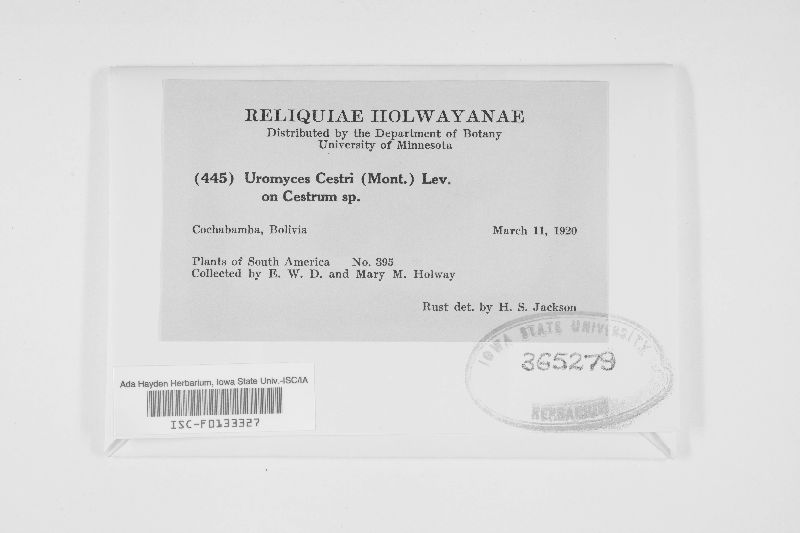 RELIQUIAE HOLWAYANAE
Distributed by the Department of Botany
University of Minnesota
(445) Uromyces Cestri (Mont.) Lev.
on Cestrum sp.
Cochabamba, Bolivia March 11, 1920
Plants of South America No. 395
Collected by E. W. D. and Mary M. Holway
Rust det. by H. S. Jackson
IOWA STATE UNIVERSITY
365279
HERBARIUM
Ada Hayden Herbarium, Iowa State Univ.-ISC/IA
ISC-F0133327